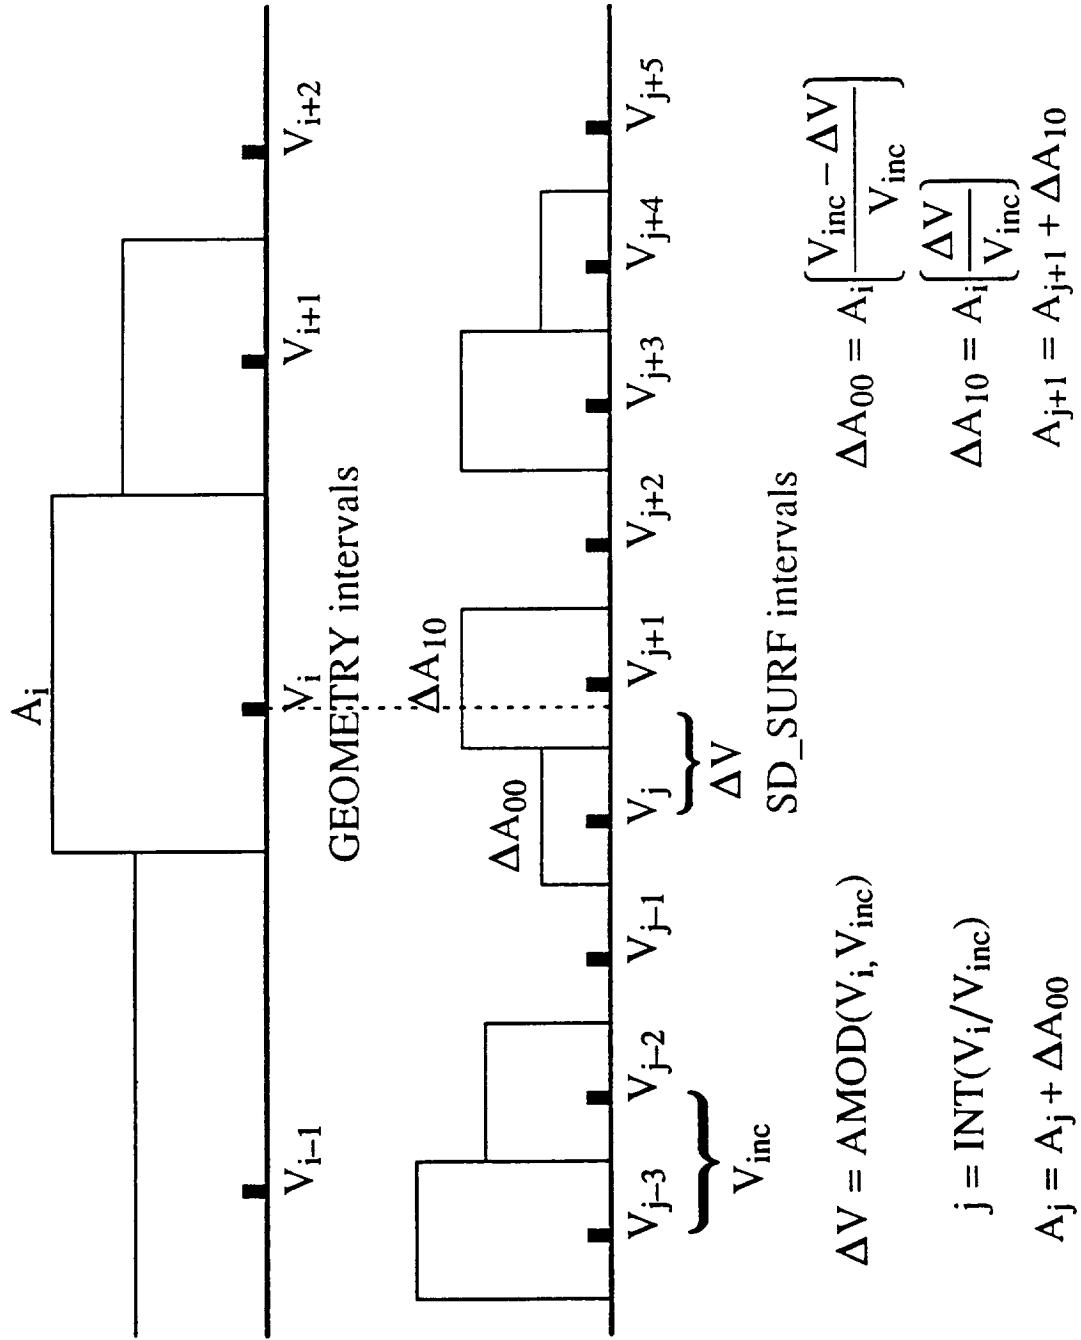 A_i
V_{i−1} V_i V_{i+1} V_{i+2}
GEOMETRY intervals
ΔA_{00} ΔA_{10}
V_{j−3} V_{j−2} V_{j−1} V_j V_{j+1} V_{j+2} V_{j+3} V_{j+4} V_{j+5}
V_{inc} ΔV
SD_SURF intervals
ΔV = AMOD(V_i, V_{inc})
ΔA_{00} = A_i [(V_{inc} − ΔV) / V_{inc}]
j = INT(V_i/V_{inc})
ΔA_{10} = A_i [ΔV / V_{inc}]
A_j = A_j + ΔA_{00}
A_{j+1} = A_{j+1} + ΔA_{10}